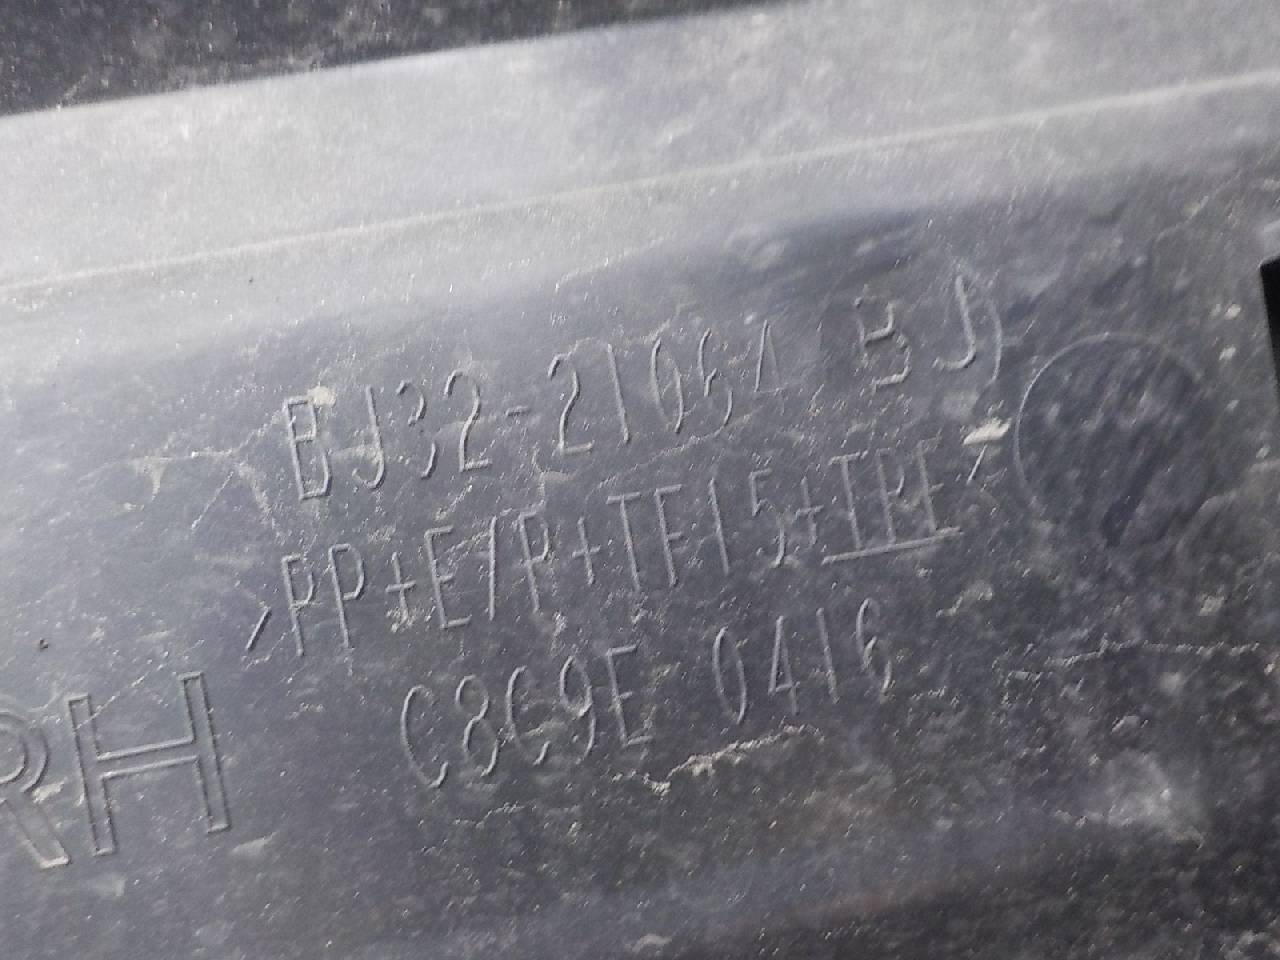 BJ32-21064 BJ
>PP+E/P+TF15+TPE<
C8C9E 0416
RH